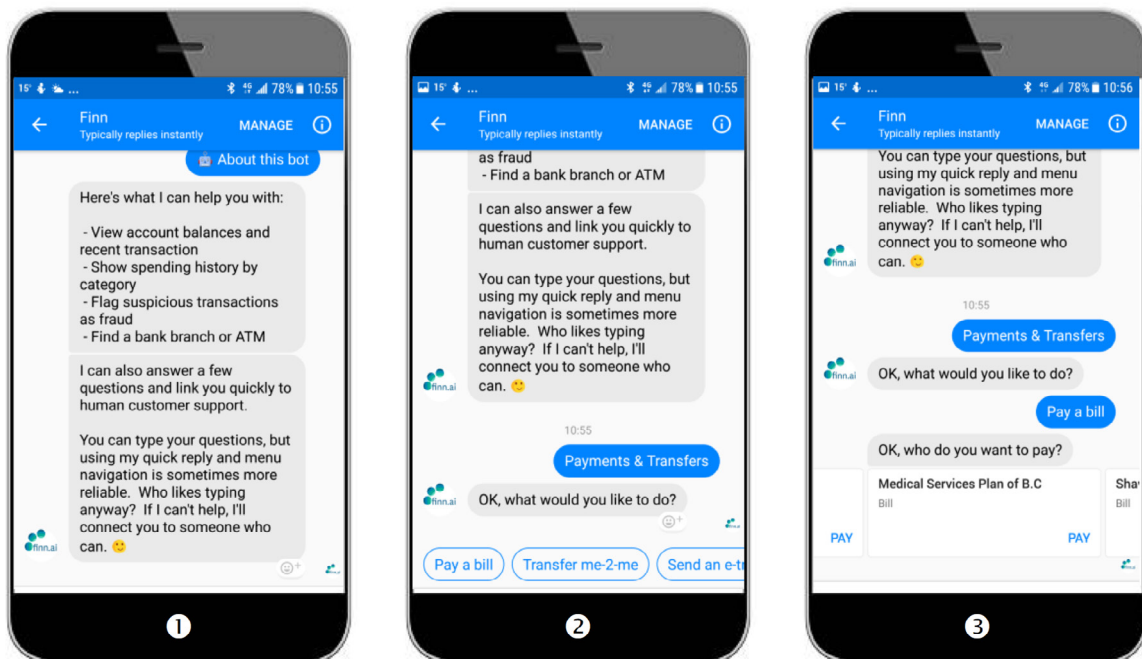 15' ...
4G 78% 10:55
Finn
Typically replies instantly
MANAGE
About this bot
Here's what I can help you with:
- View account balances and
recent transaction
- Show spending history by
category
- Flag suspicious transactions
as fraud
- Find a bank branch or ATM
I can also answer a few
questions and link you quickly to
human customer support.
You can type your questions, but
using my quick reply and menu
navigation is sometimes more
reliable.  Who likes typing
anyway?  If I can't help, I'll
connect you to someone who
can.
finn.ai
1
15' ...
4G 78% 10:55
Finn
Typically replies instantly
MANAGE
as fraud
- Find a bank branch or ATM
I can also answer a few
questions and link you quickly to
human customer support.
You can type your questions, but
using my quick reply and menu
navigation is sometimes more
reliable.  Who likes typing
anyway?  If I can't help, I'll
connect you to someone who
can.
finn.ai
10:55
Payments & Transfers
OK, what would you like to do?
finn.ai
Pay a bill
Transfer me-2-me
Send an e-tr
2
15' ...
4G 78% 10:56
Finn
Typically replies instantly
MANAGE
You can type your questions, but
using my quick reply and menu
navigation is sometimes more
reliable.  Who likes typing
anyway?  If I can't help, I'll
connect you to someone who
can.
finn.ai
10:55
Payments & Transfers
OK, what would you like to do?
finn.ai
Pay a bill
OK, who do you want to pay?
Medical Services Plan of B.C
Bill
PAY
PAY
Sha
Bill
3